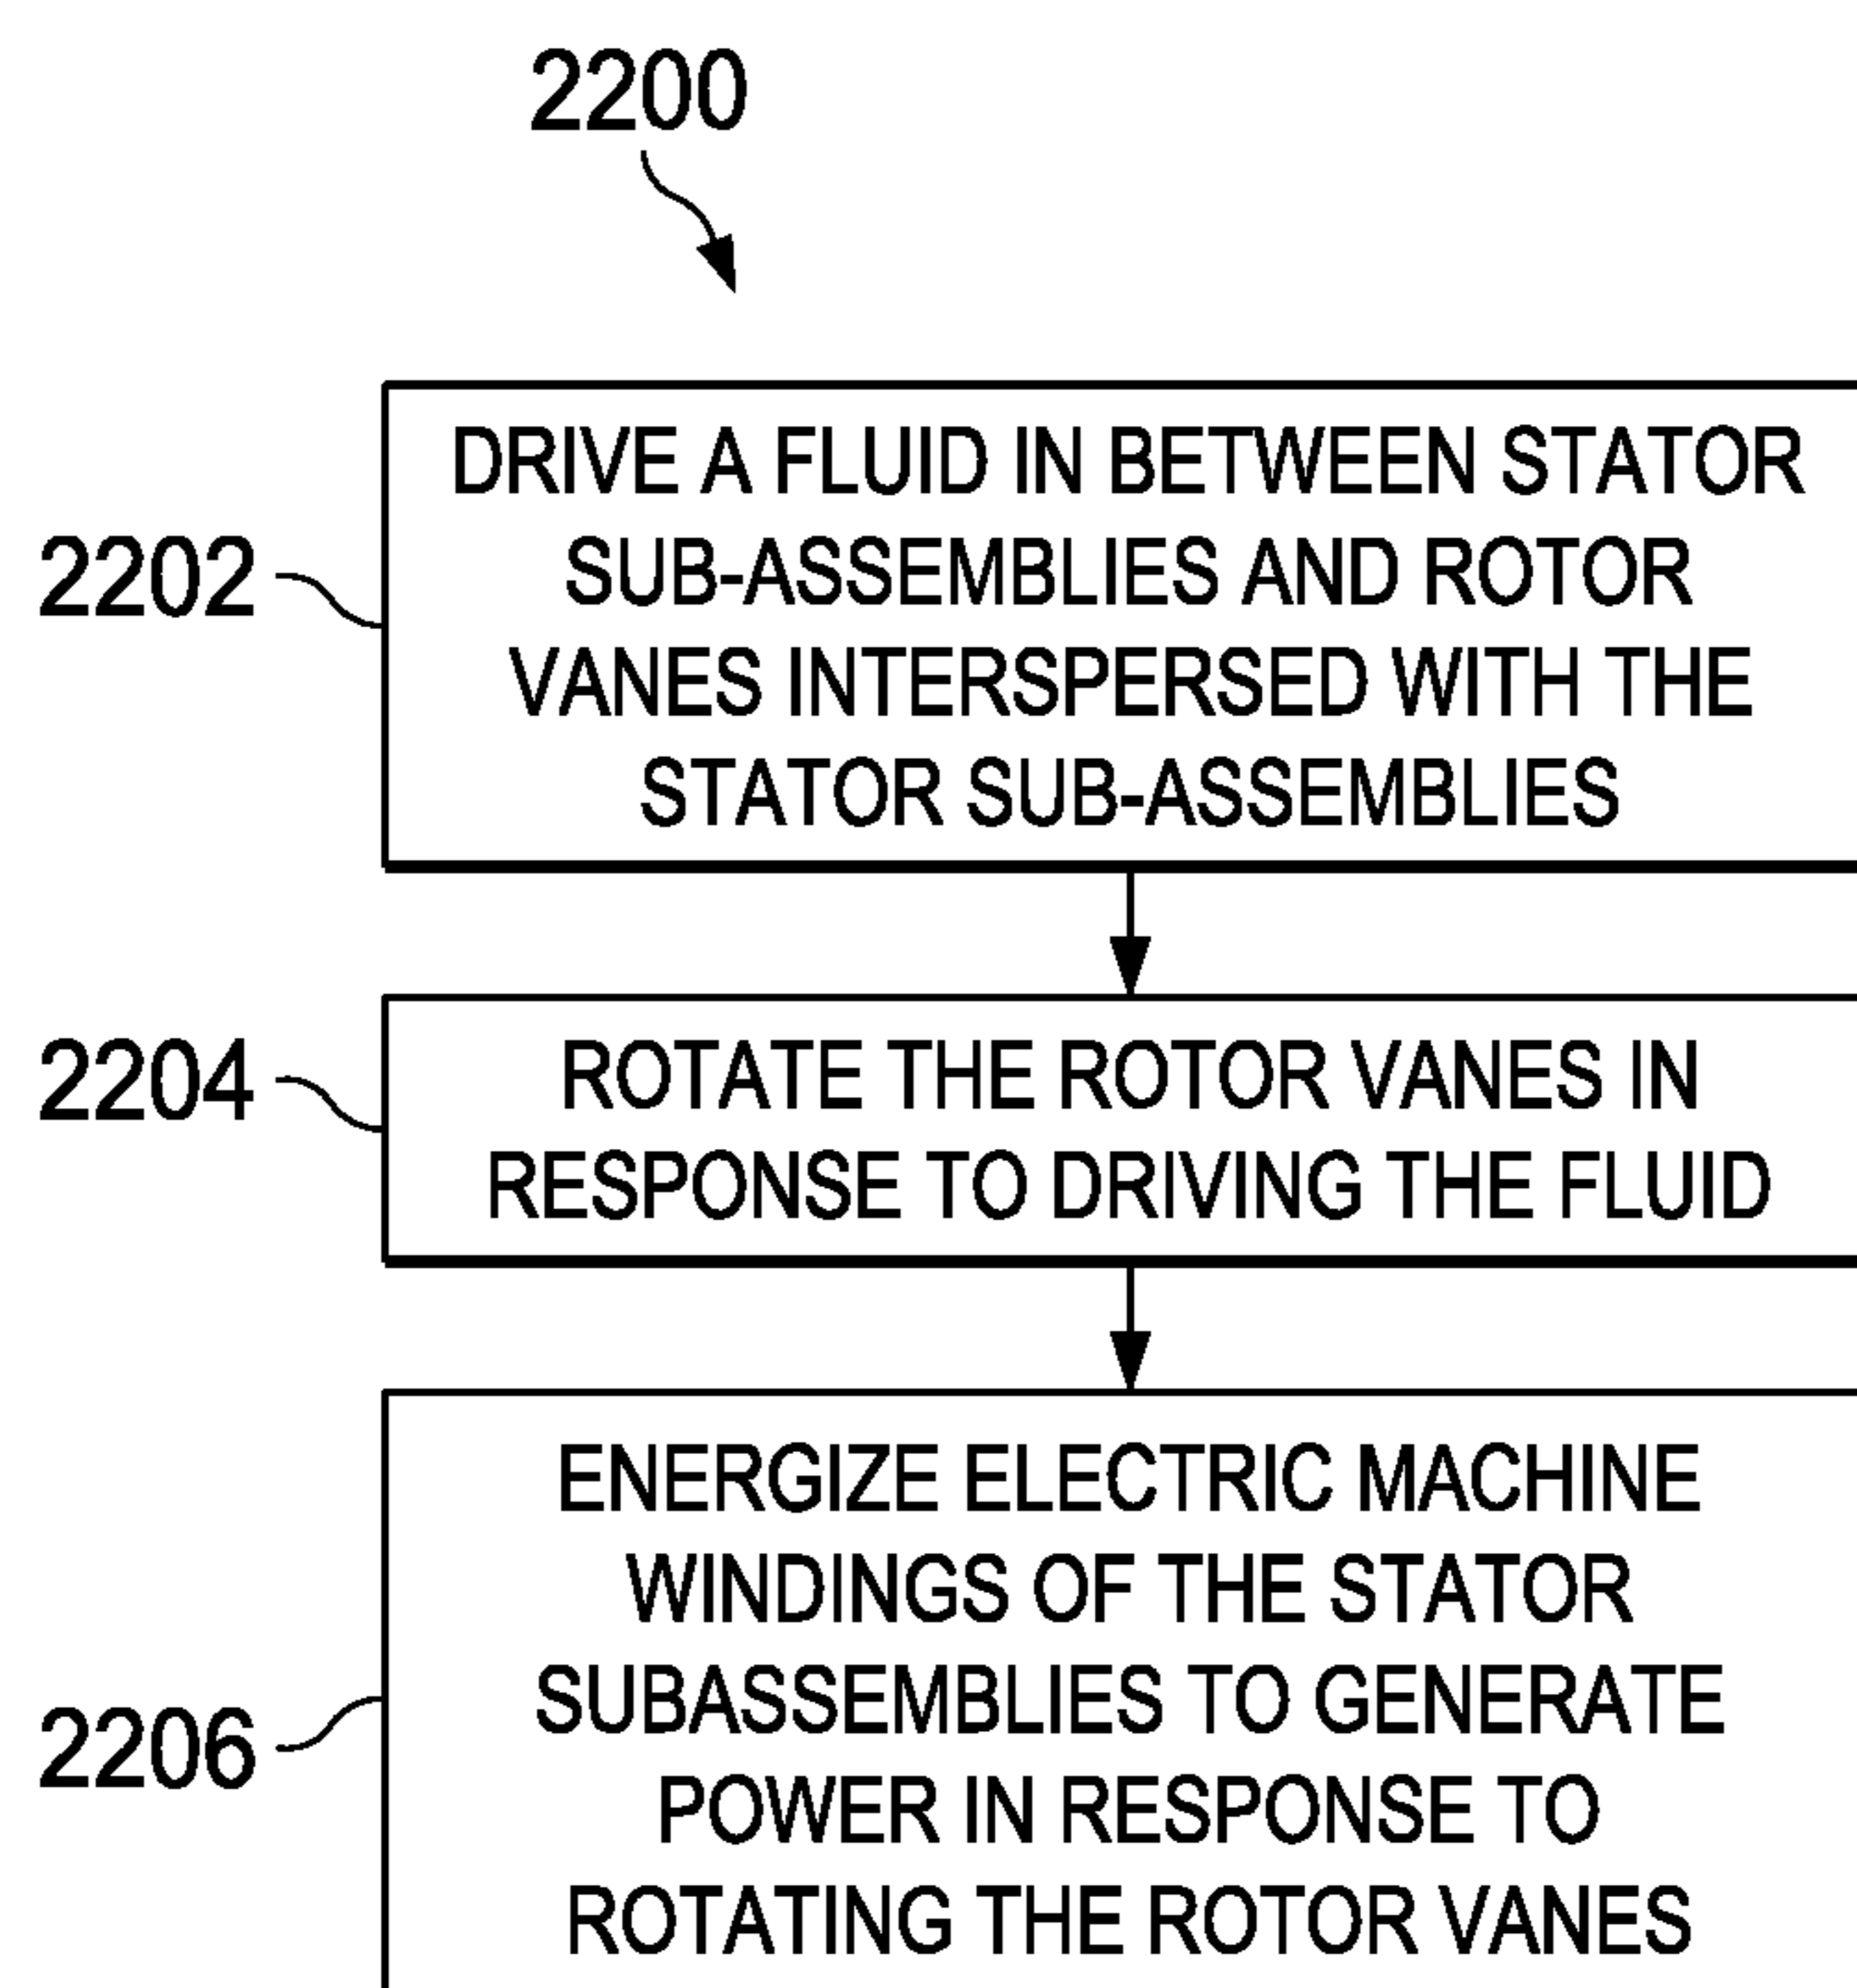 2200
2202
DRIVE A FLUID IN BETWEEN STATOR
SUB-ASSEMBLIES AND ROTOR
VANES INTERSPERSED WITH THE
STATOR SUB-ASSEMBLIES
2204
ROTATE THE ROTOR VANES IN
RESPONSE TO DRIVING THE FLUID
2206
ENERGIZE ELECTRIC MACHINE
WINDINGS OF THE STATOR
SUBASSEMBLIES TO GENERATE
POWER IN RESPONSE TO
ROTATING THE ROTOR VANES